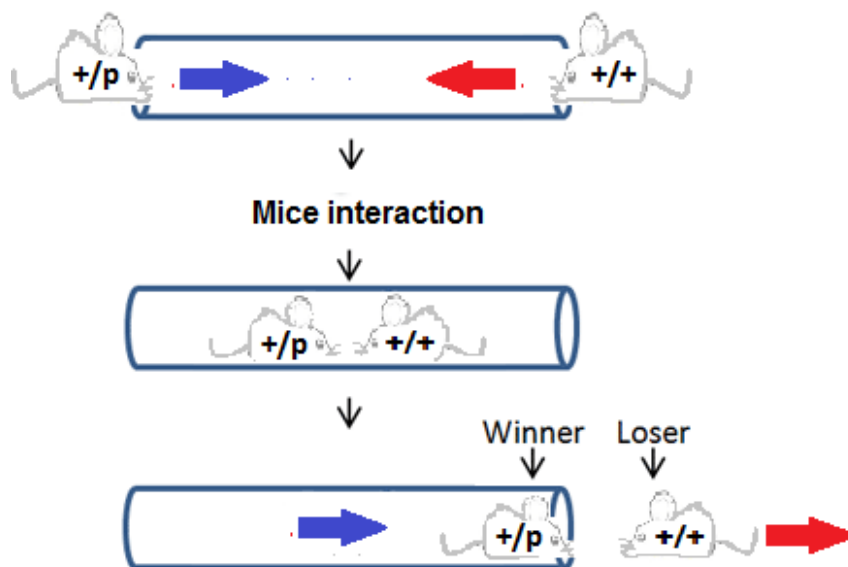 +/p +/+
Mice interaction
+/p +/+
Winner Loser
+/p +/+